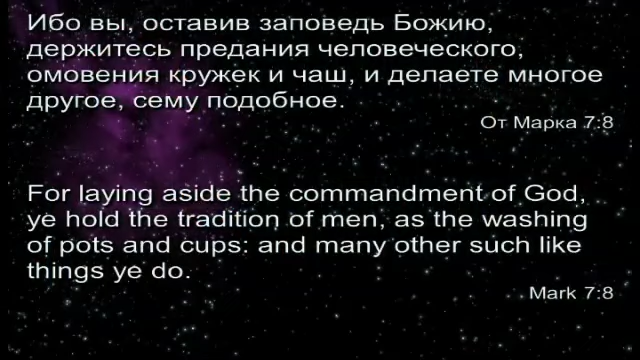 Ибо вы, оставив заповедь Божию,
держитесь предания человеческого,
омовения кружек и чаш, и делаете многое
другое, сему подобное.
От Марка 7:8
For laying aside the commandment of God,
ye hold the tradition of men, as the washing
of pots and cups: and many other such like
things ye do.
Mark 7:8